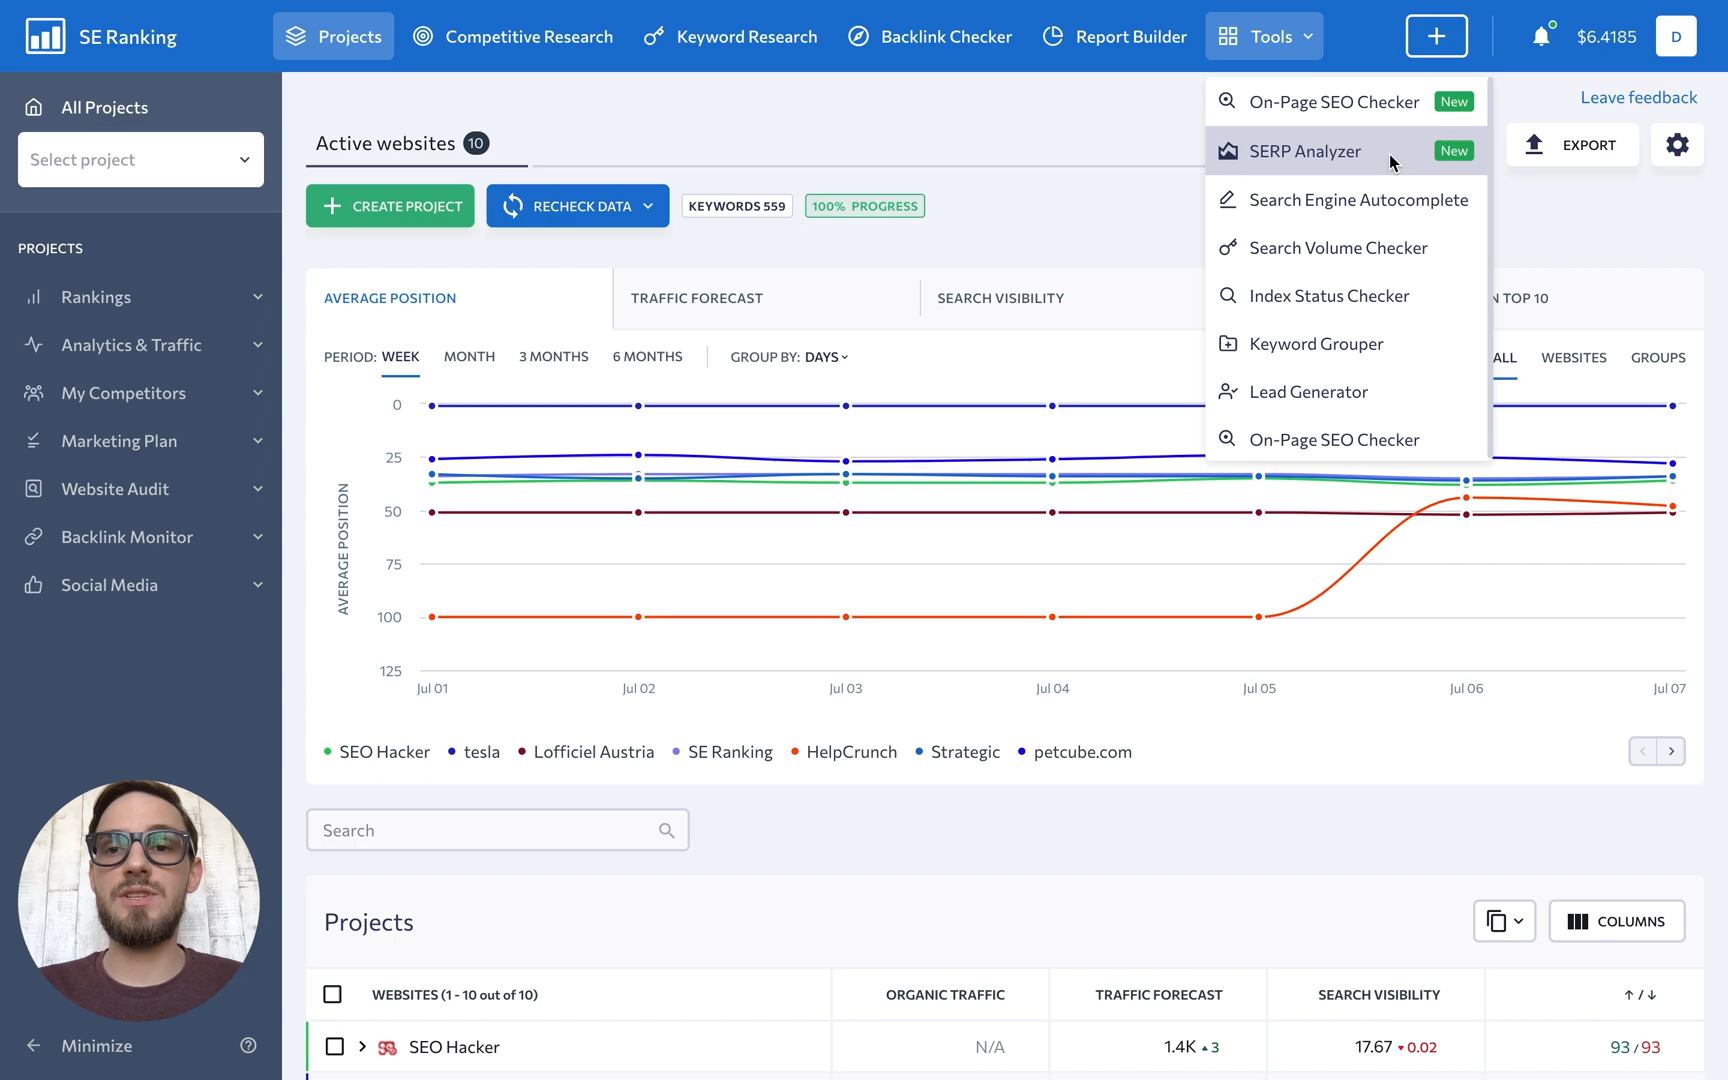 SE Ranking
Projects
Competitive Research
Keyword Research
Backlink Checker
Report Builder
Tools
$6.4185
D
All Projects
Select project
PROJECTS
Rankings
Analytics & Traffic
My Competitors
Marketing Plan
Website Audit
Backlink Monitor
Social Media
Minimize
Leave feedback
Active websites 10
EXPORT
CREATE PROJECT
RECHECK DATA
KEYWORDS 559
100% PROGRESS
On-Page SEO Checker New
SERP Analyzer New
Search Engine Autocomplete
Search Volume Checker
Index Status Checker
Keyword Grouper
Lead Generator
On-Page SEO Checker
AVERAGE POSITION
TRAFFIC FORECAST
SEARCH VISIBILITY
N TOP 10
PERIOD: WEEK MONTH 3 MONTHS 6 MONTHS GROUP BY: DAYS
ALL WEBSITES GROUPS
AVERAGE POSITION
0
25
50
75
100
125
Jul 01 Jul 02 Jul 03 Jul 04 Jul 05 Jul 06 Jul 07
SEO Hacker tesla Lofficiel Austria SE Ranking HelpCrunch Strategic petcube.com
Search
Projects
COLUMNS
WEBSITES (1 - 10 out of 10) ORGANIC TRAFFIC TRAFFIC FORECAST SEARCH VISIBILITY ↑ / ↓
SEO Hacker N/A 1.4K ▲ 3 17.67 ▼ 0.02 93 / 93